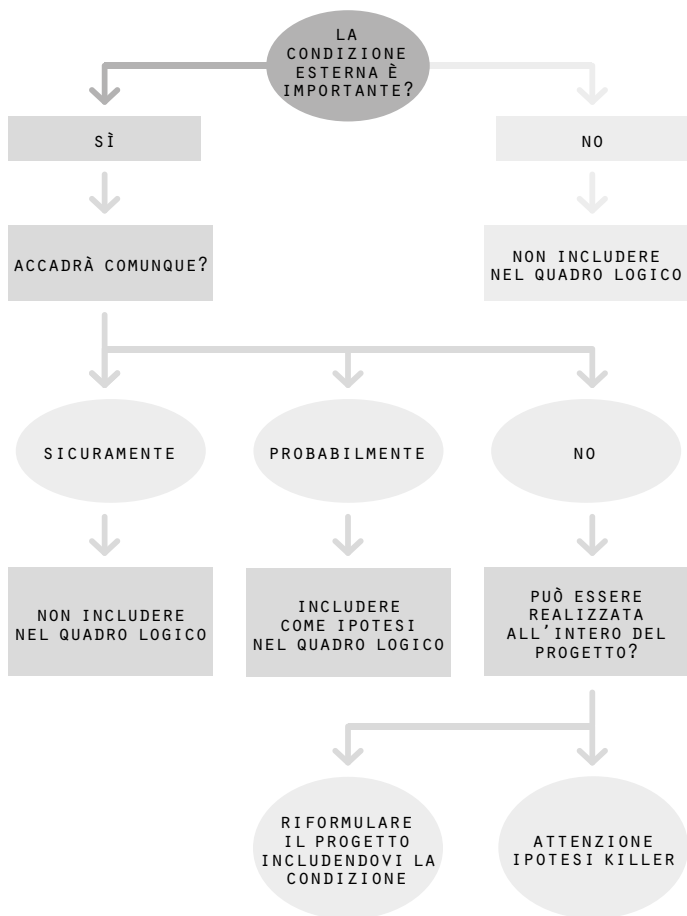 LA
CONDIZIONE
ESTERNA È
IMPORTANTE?
SÌ
NO
ACCADRÀ COMUNQUE?
NON INCLUDERE
NEL QUADRO LOGICO
SICURAMENTE
PROBABILMENTE
NO
NON INCLUDERE
NEL QUADRO LOGICO
INCLUDERE
COME IPOTESI
NEL QUADRO LOGICO
PUÒ ESSERE
REALIZZATA
ALL'INTERO DEL
PROGETTO?
RIFORMULARE
IL PROGETTO
INCLUDENDOVI LA
CONDIZIONE
ATTENZIONE
IPOTESI KILLER